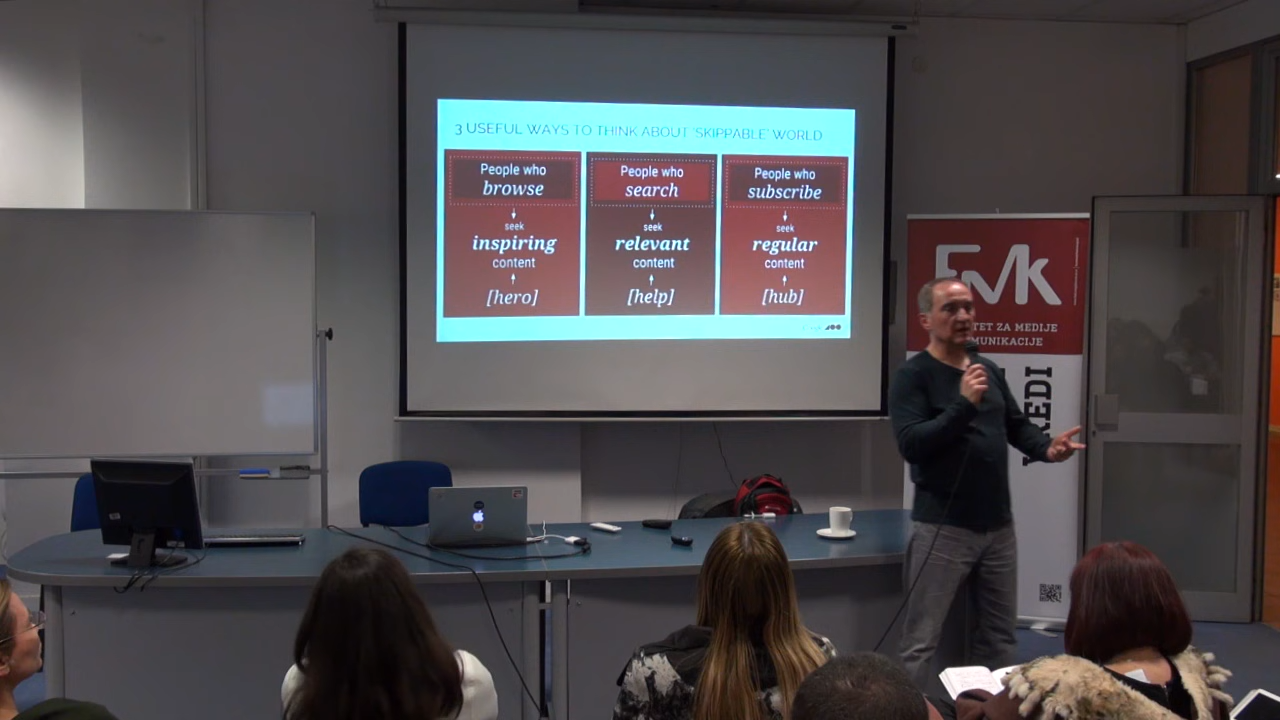 3 USEFUL WAYS TO THINK ABOUT 'SKIPPABLE' WORLD
People who
browse
seek
inspiring
content
[hero]
People who
search
seek
relevant
content
[help]
People who
subscribe
seek
regular
content
[hub]
FMK
TET ZA MEDIJE
MUNIKACIJE